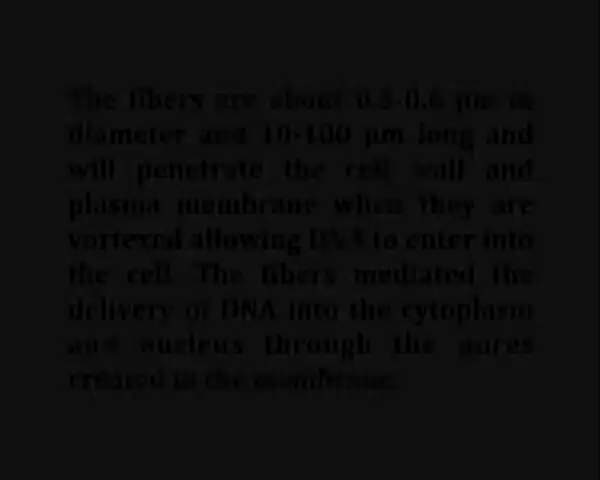 The fibers are about 0.5-0.6 µm in
diameter and 10-100 µm long and
will penetrate the cell wall and
plasma membrane when they are
vortexed allowing DNA to enter into
the cell. The fibers mediated the
delivery of DNA into the cytoplasm
and nucleus through the pores
created in the membrane.